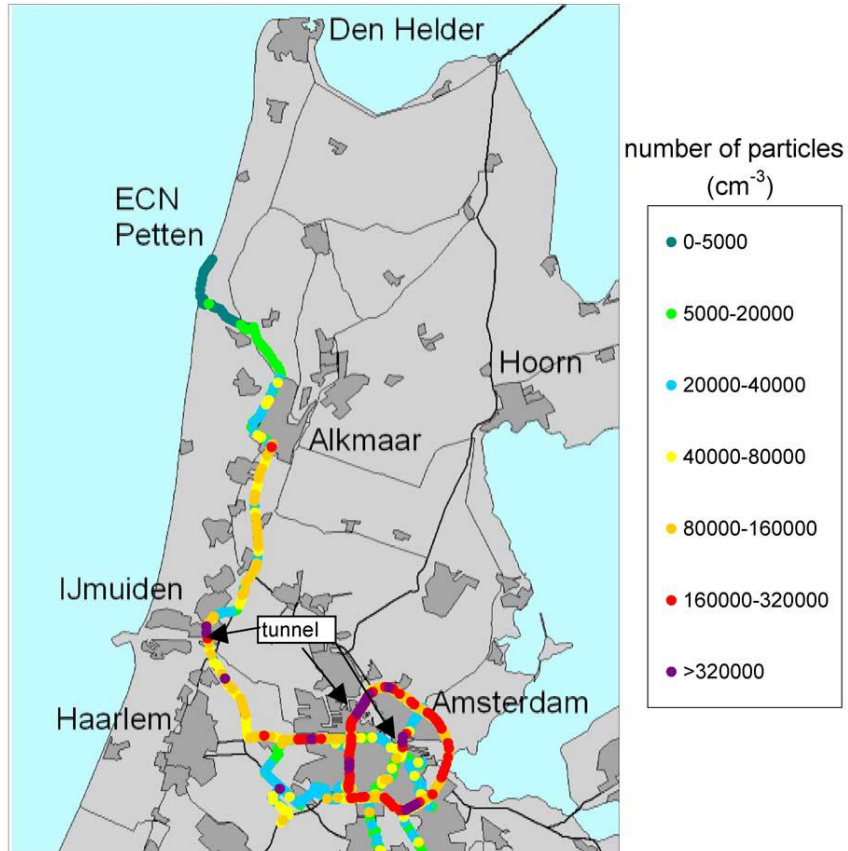 Den Helder
ECN
Petten
Hoorn
Alkmaar
IJmuiden
tunnel
Haarlem
Amsterdam
number of particles
(cm-3)
0-5000
5000-20000
20000-40000
40000-80000
80000-160000
160000-320000
>320000